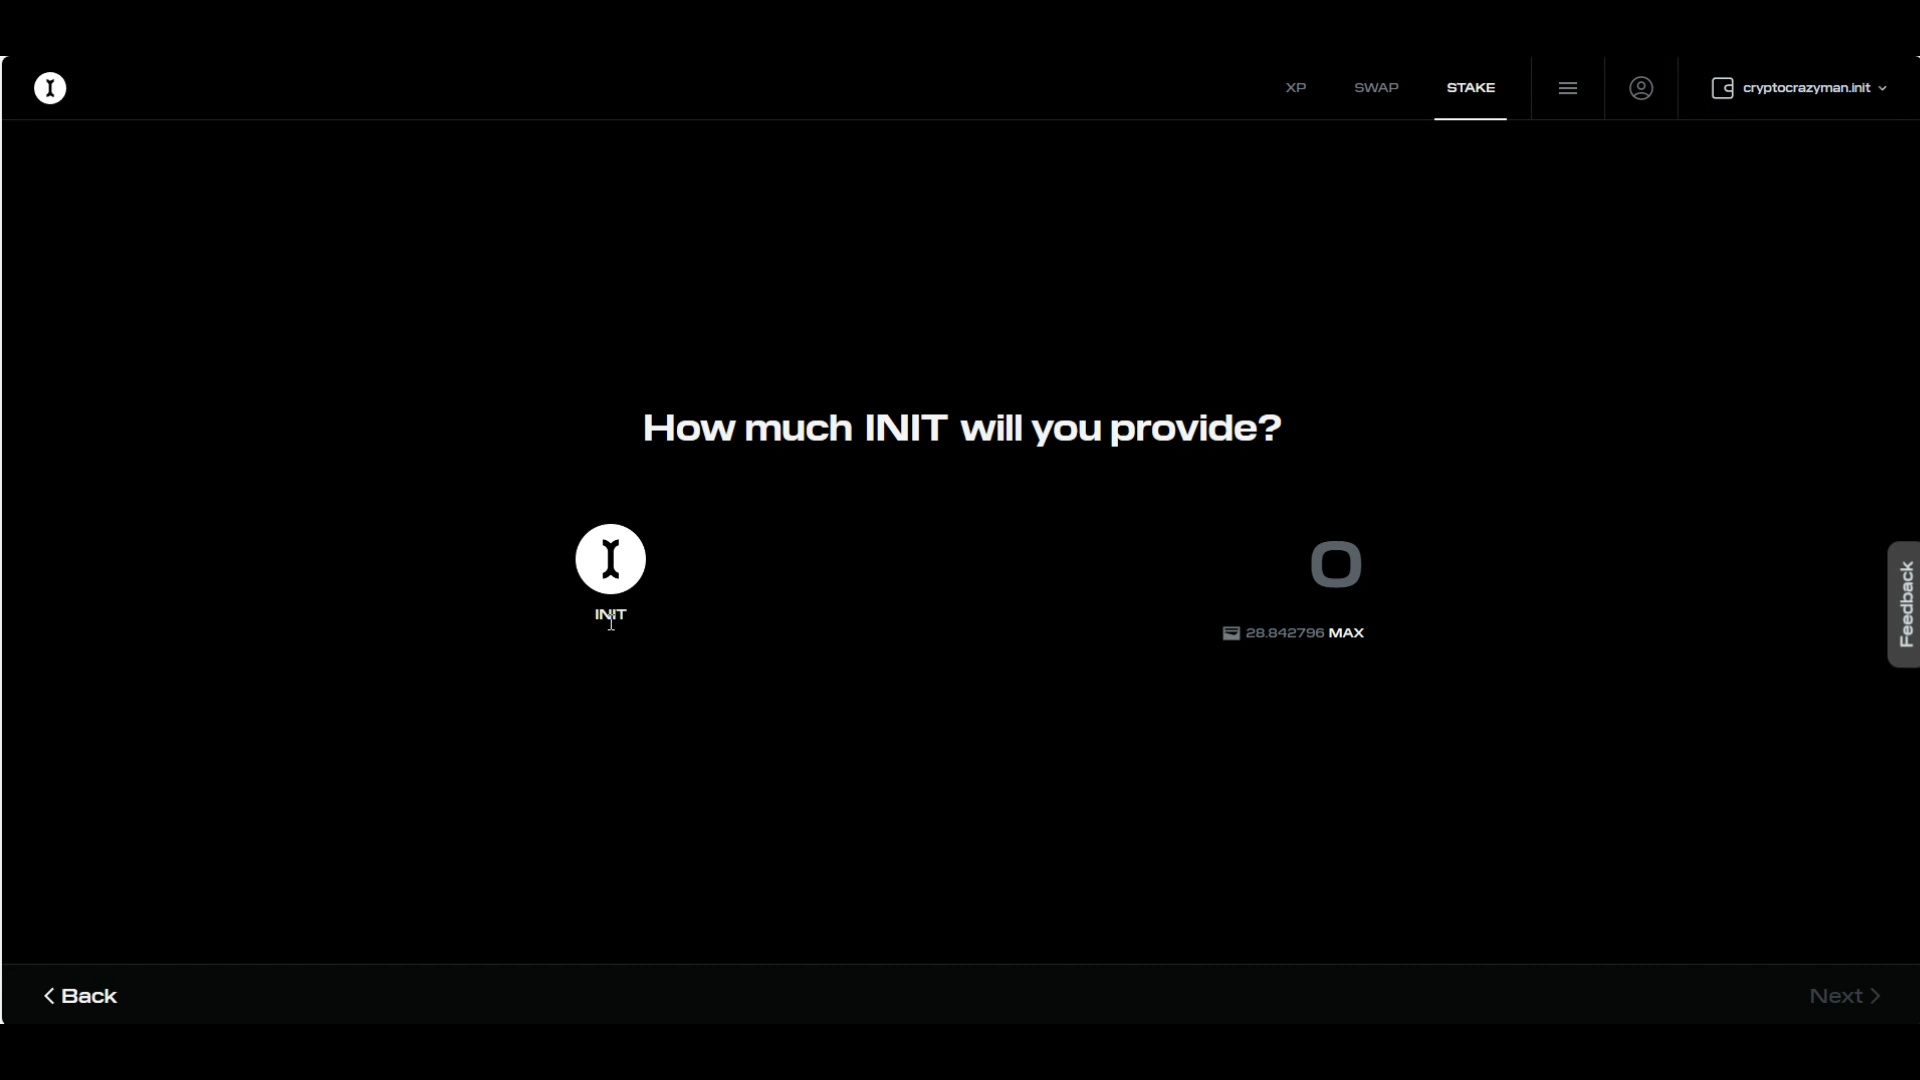 XP SWAP STAKE cryptocrazyman.init
How much INIT will you provide?
INIT
0
28.842796 MAX
Feedback
Back
Next